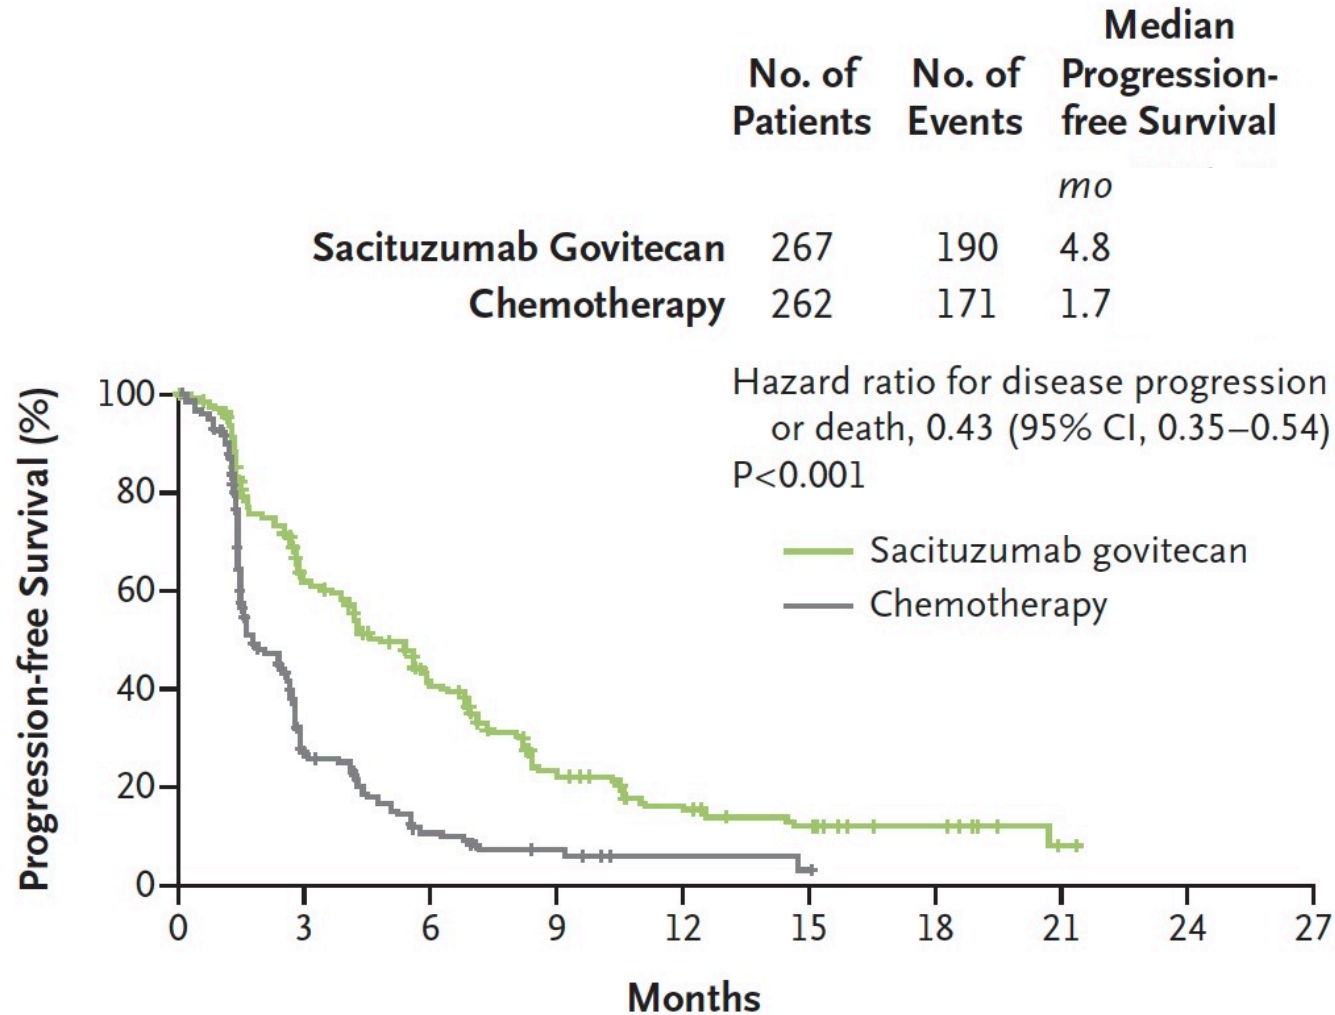 Median
No. of No. of Progression-
Patients Events free Survival
mo
Sacituzumab Govitecan 267 190 4.8
Chemotherapy 262 171 1.7
Hazard ratio for disease progression
or death, 0.43 (95% CI, 0.35–0.54)
P<0.001
Sacituzumab govitecan
Chemotherapy
Progression-free Survival (%)
100
80
60
40
20
0
0 3 6 9 12 15 18 21 24 27
Months